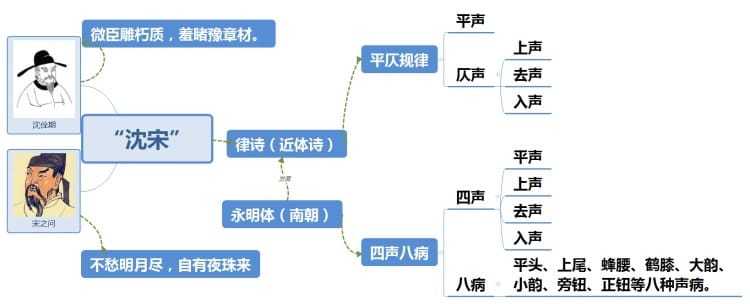 微臣雕朽质，羞睹豫章材。
沈佺期
“沈宋”
宋之问
不愁明月尽，自有夜珠来
律诗（近体诗）
永明体（南朝）
平仄规律
平声
仄声
上声
去声
入声
四声八病
四声
平声
上声
去声
入声
八病
平头、上尾、蜂腰、鹤膝、大韵、
小韵、旁钮、正钮等八种声病。